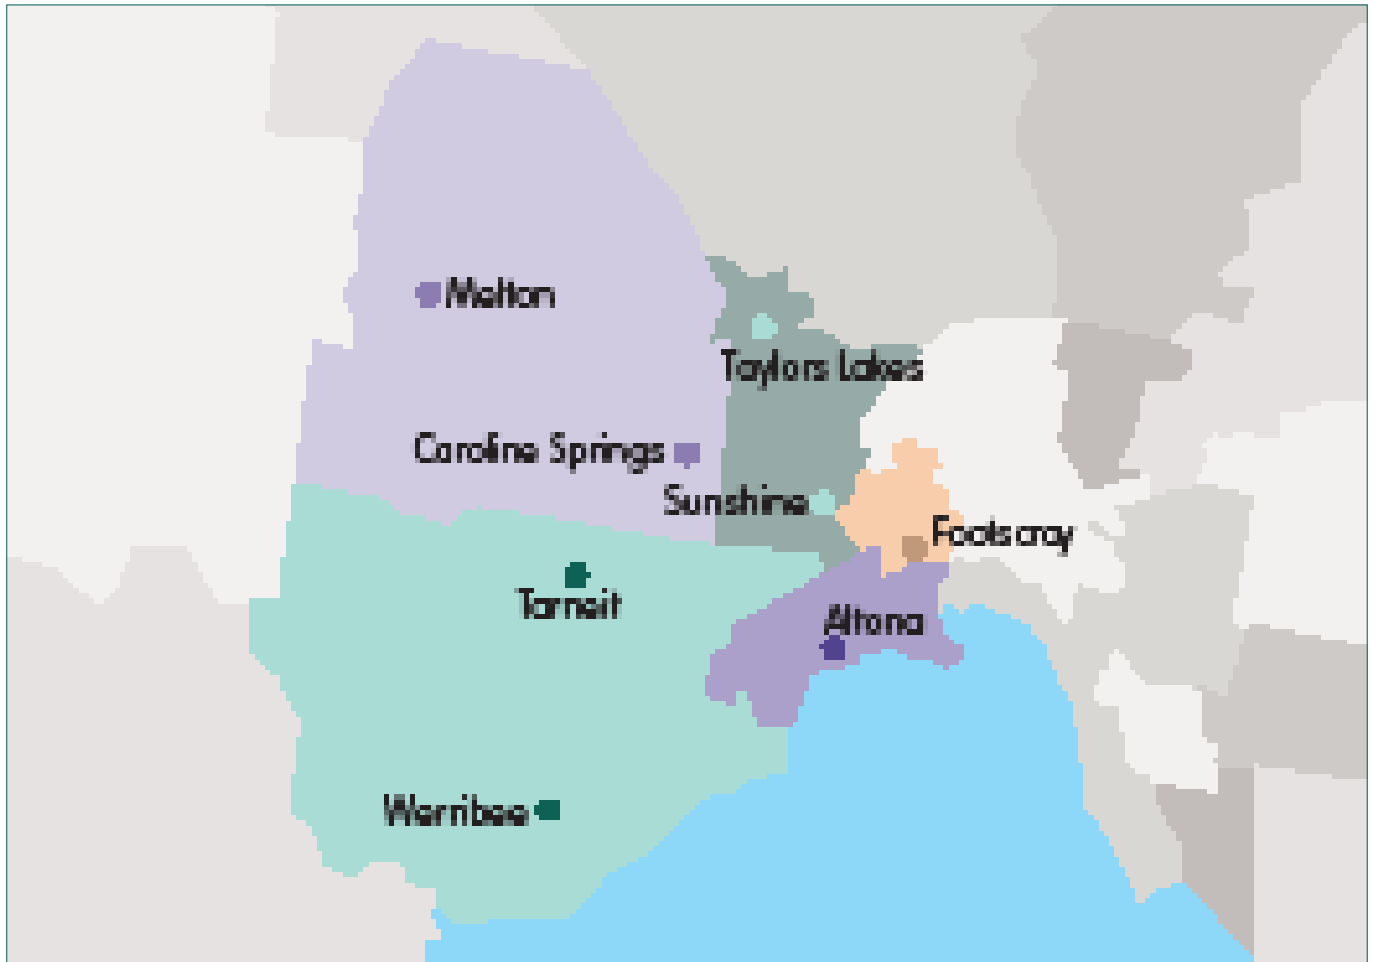 Melton
Taylors Lakes
Caroline Springs
Sunshine
Footscray
Tarneit
Altona
Werribee